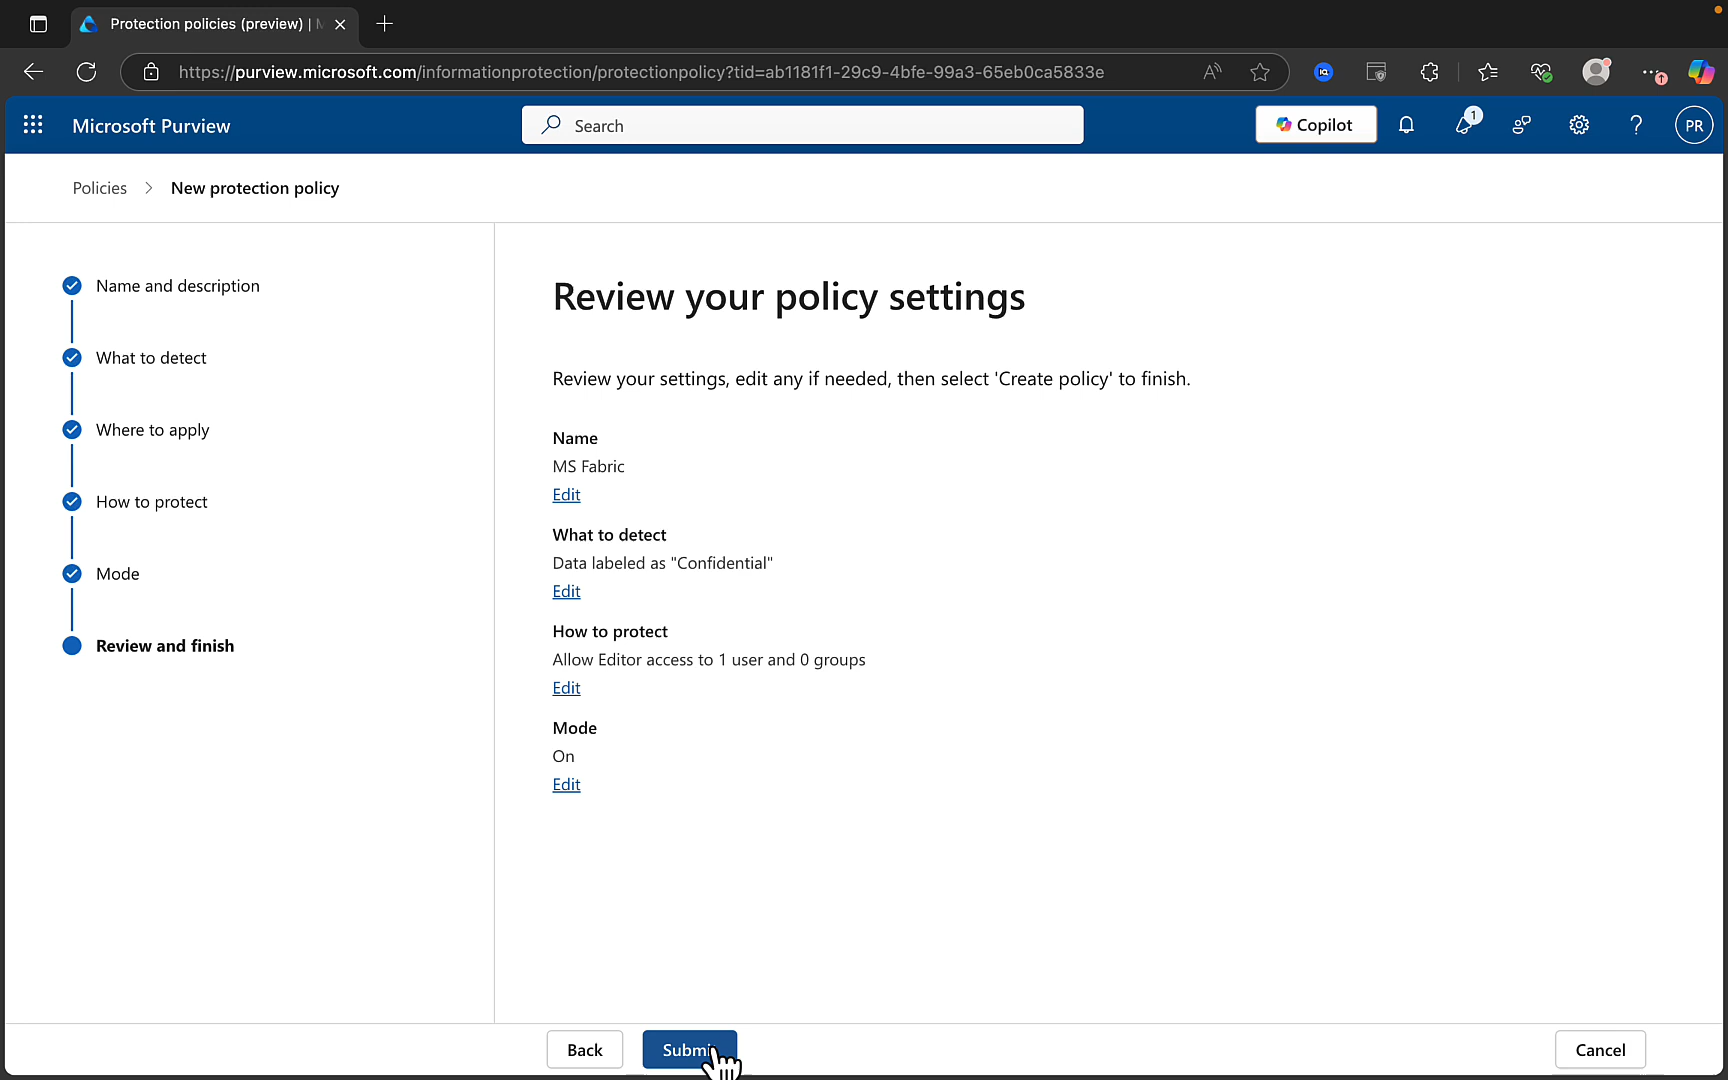 Protection policies (preview) |
https://purview.microsoft.com/informationprotection/protectionpolicy?tid=ab1181f1-29c9-4bfe-99a3-65eb0ca5833e
Microsoft Purview
Search
Copilot
1
PR
Policies > New protection policy
Name and description
What to detect
Where to apply
How to protect
Mode
Review and finish
Review your policy settings
Review your settings, edit any if needed, then select 'Create policy' to finish.
Name
MS Fabric
Edit
What to detect
Data labeled as "Confidential"
Edit
How to protect
Allow Editor access to 1 user and 0 groups
Edit
Mode
On
Edit
Back
Submi
Cancel